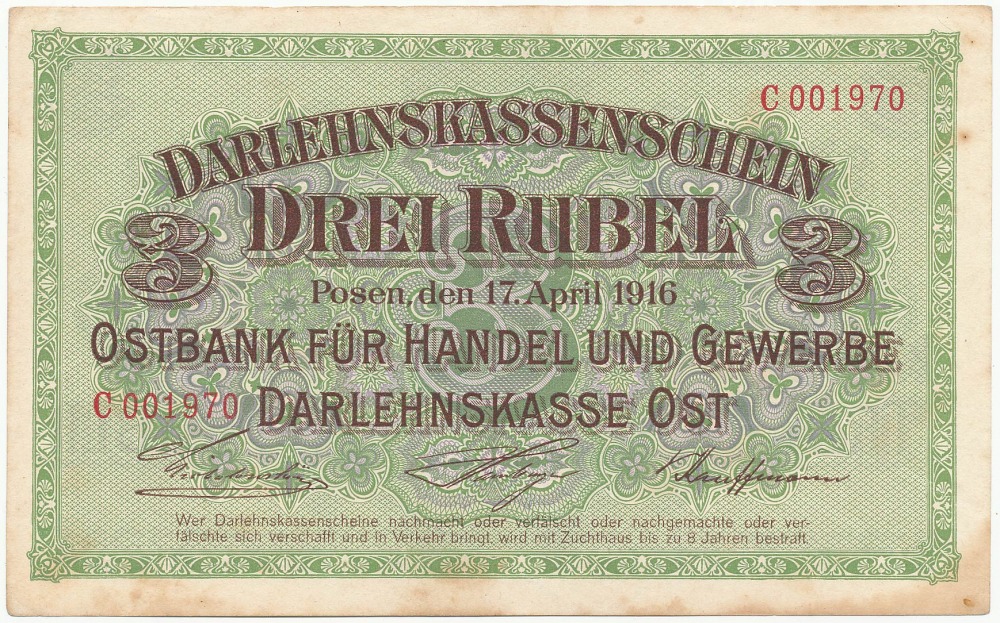 C 001970
DARLEHNSKASSENSCHEIN
3 DREI RUBEL 3
Posen, den 17. April 1916
OSTBANK FÜR HANDEL UND GEWERBE
C 001970 DARLEHNSKASSE OST
Kauffmann
Wer Darlehnskassenscheine nachmacht oder verfälscht oder nachgemachte oder ver-
fälschte sich verschafft und in Verkehr bringt, wird mit Zuchthaus bis zu 8 Jahren bestraft.